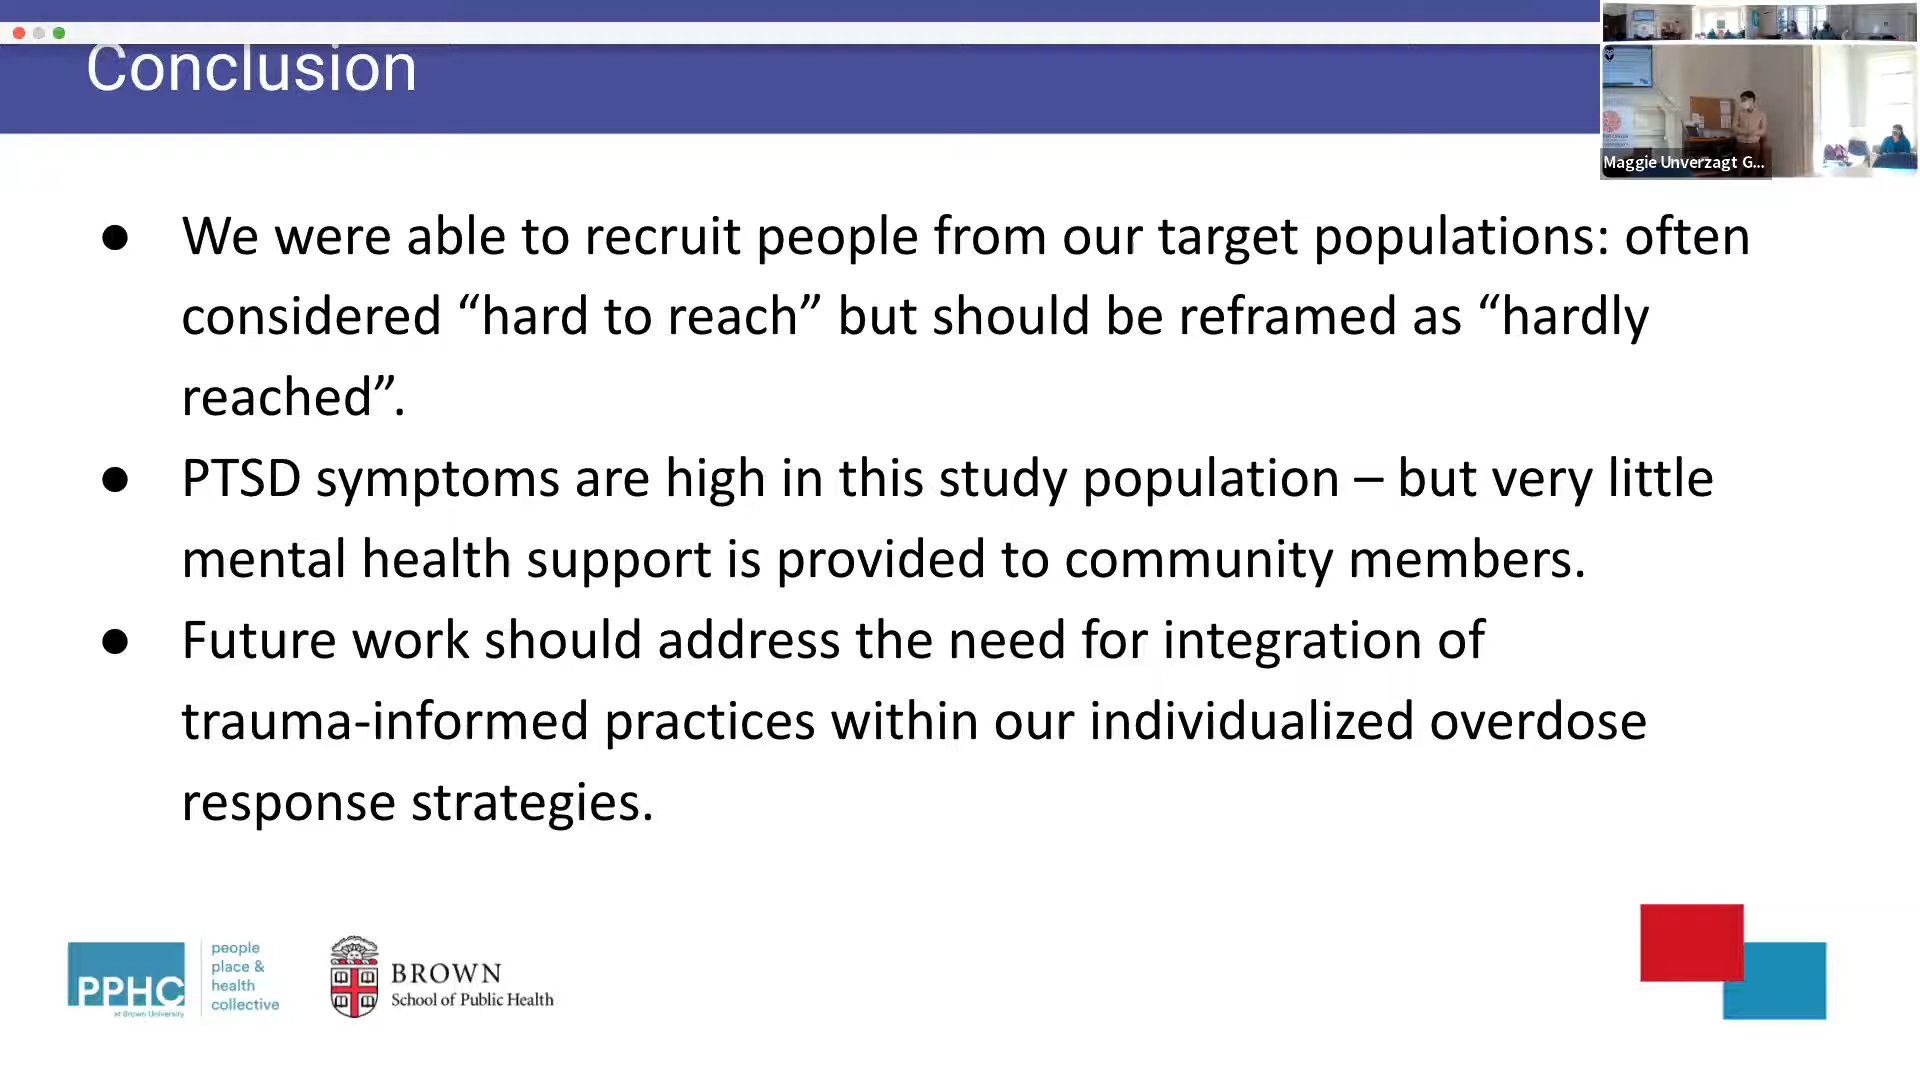 Conclusion
Maggie Unverzagt G...
● We were able to recruit people from our target populations: often
considered “hard to reach” but should be reframed as “hardly
reached”.
● PTSD symptoms are high in this study population – but very little
mental health support is provided to community members.
● Future work should address the need for integration of
trauma-informed practices within our individualized overdose
response strategies.
PPHC
at Brown University
people
place &
health
collective
BROWN
School of Public Health